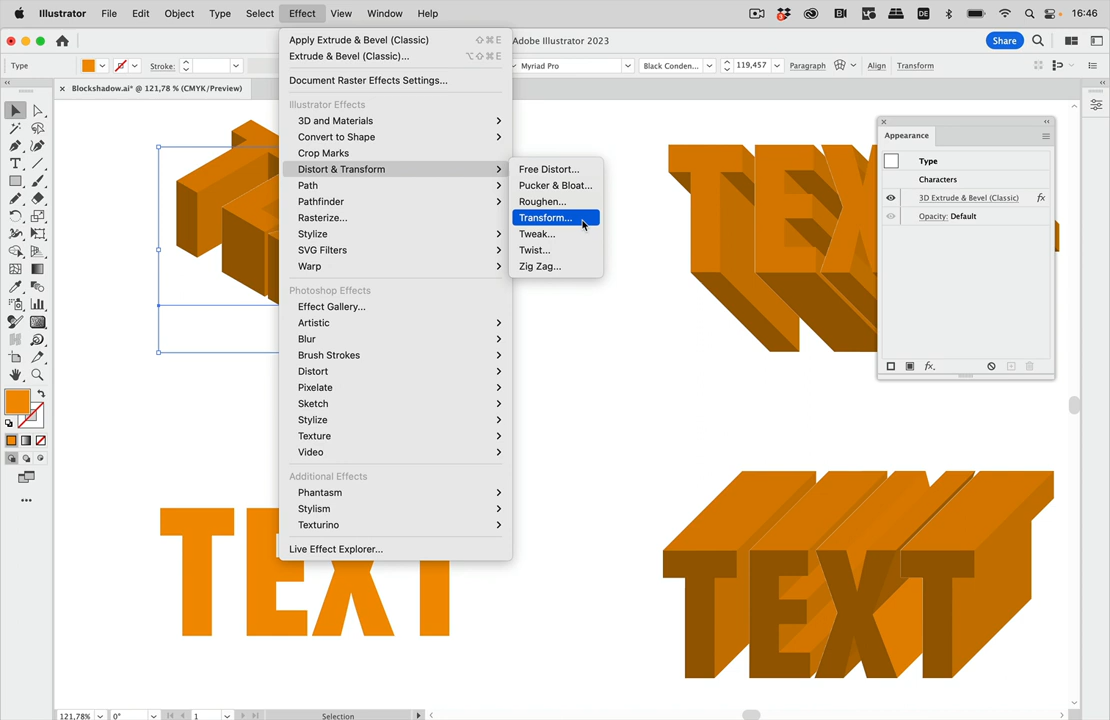 Illustrator File Edit Object Type Select Effect View Window Help DE 16:46
Adobe Illustrator 2023 Share
Type Stroke: Myriad Pro Black Conden... 119,457 Paragraph Align Transform
Blockshadow.ai* @ 121,78 % (CMYK/Preview)
Apply Extrude & Bevel (Classic) ⇧⌘E
Extrude & Bevel (Classic)... ⌥⇧⌘E
Document Raster Effects Settings...
Illustrator Effects
3D and Materials
Convert to Shape
Crop Marks
Distort & Transform
Path
Pathfinder
Rasterize...
Stylize
SVG Filters
Warp
Photoshop Effects
Effect Gallery...
Artistic
Blur
Brush Strokes
Distort
Pixelate
Sketch
Stylize
Texture
Video
Additional Effects
Phantasm
Stylism
Texturino
Live Effect Explorer...
Free Distort...
Pucker & Bloat...
Roughen...
Transform...
Tweak...
Twist...
Zig Zag...
Appearance
Type
Characters
3D Extrude & Bevel (Classic) fx
Opacity: Default
fx.
TEXT
TEXT
121,78% 0° 1 Selection